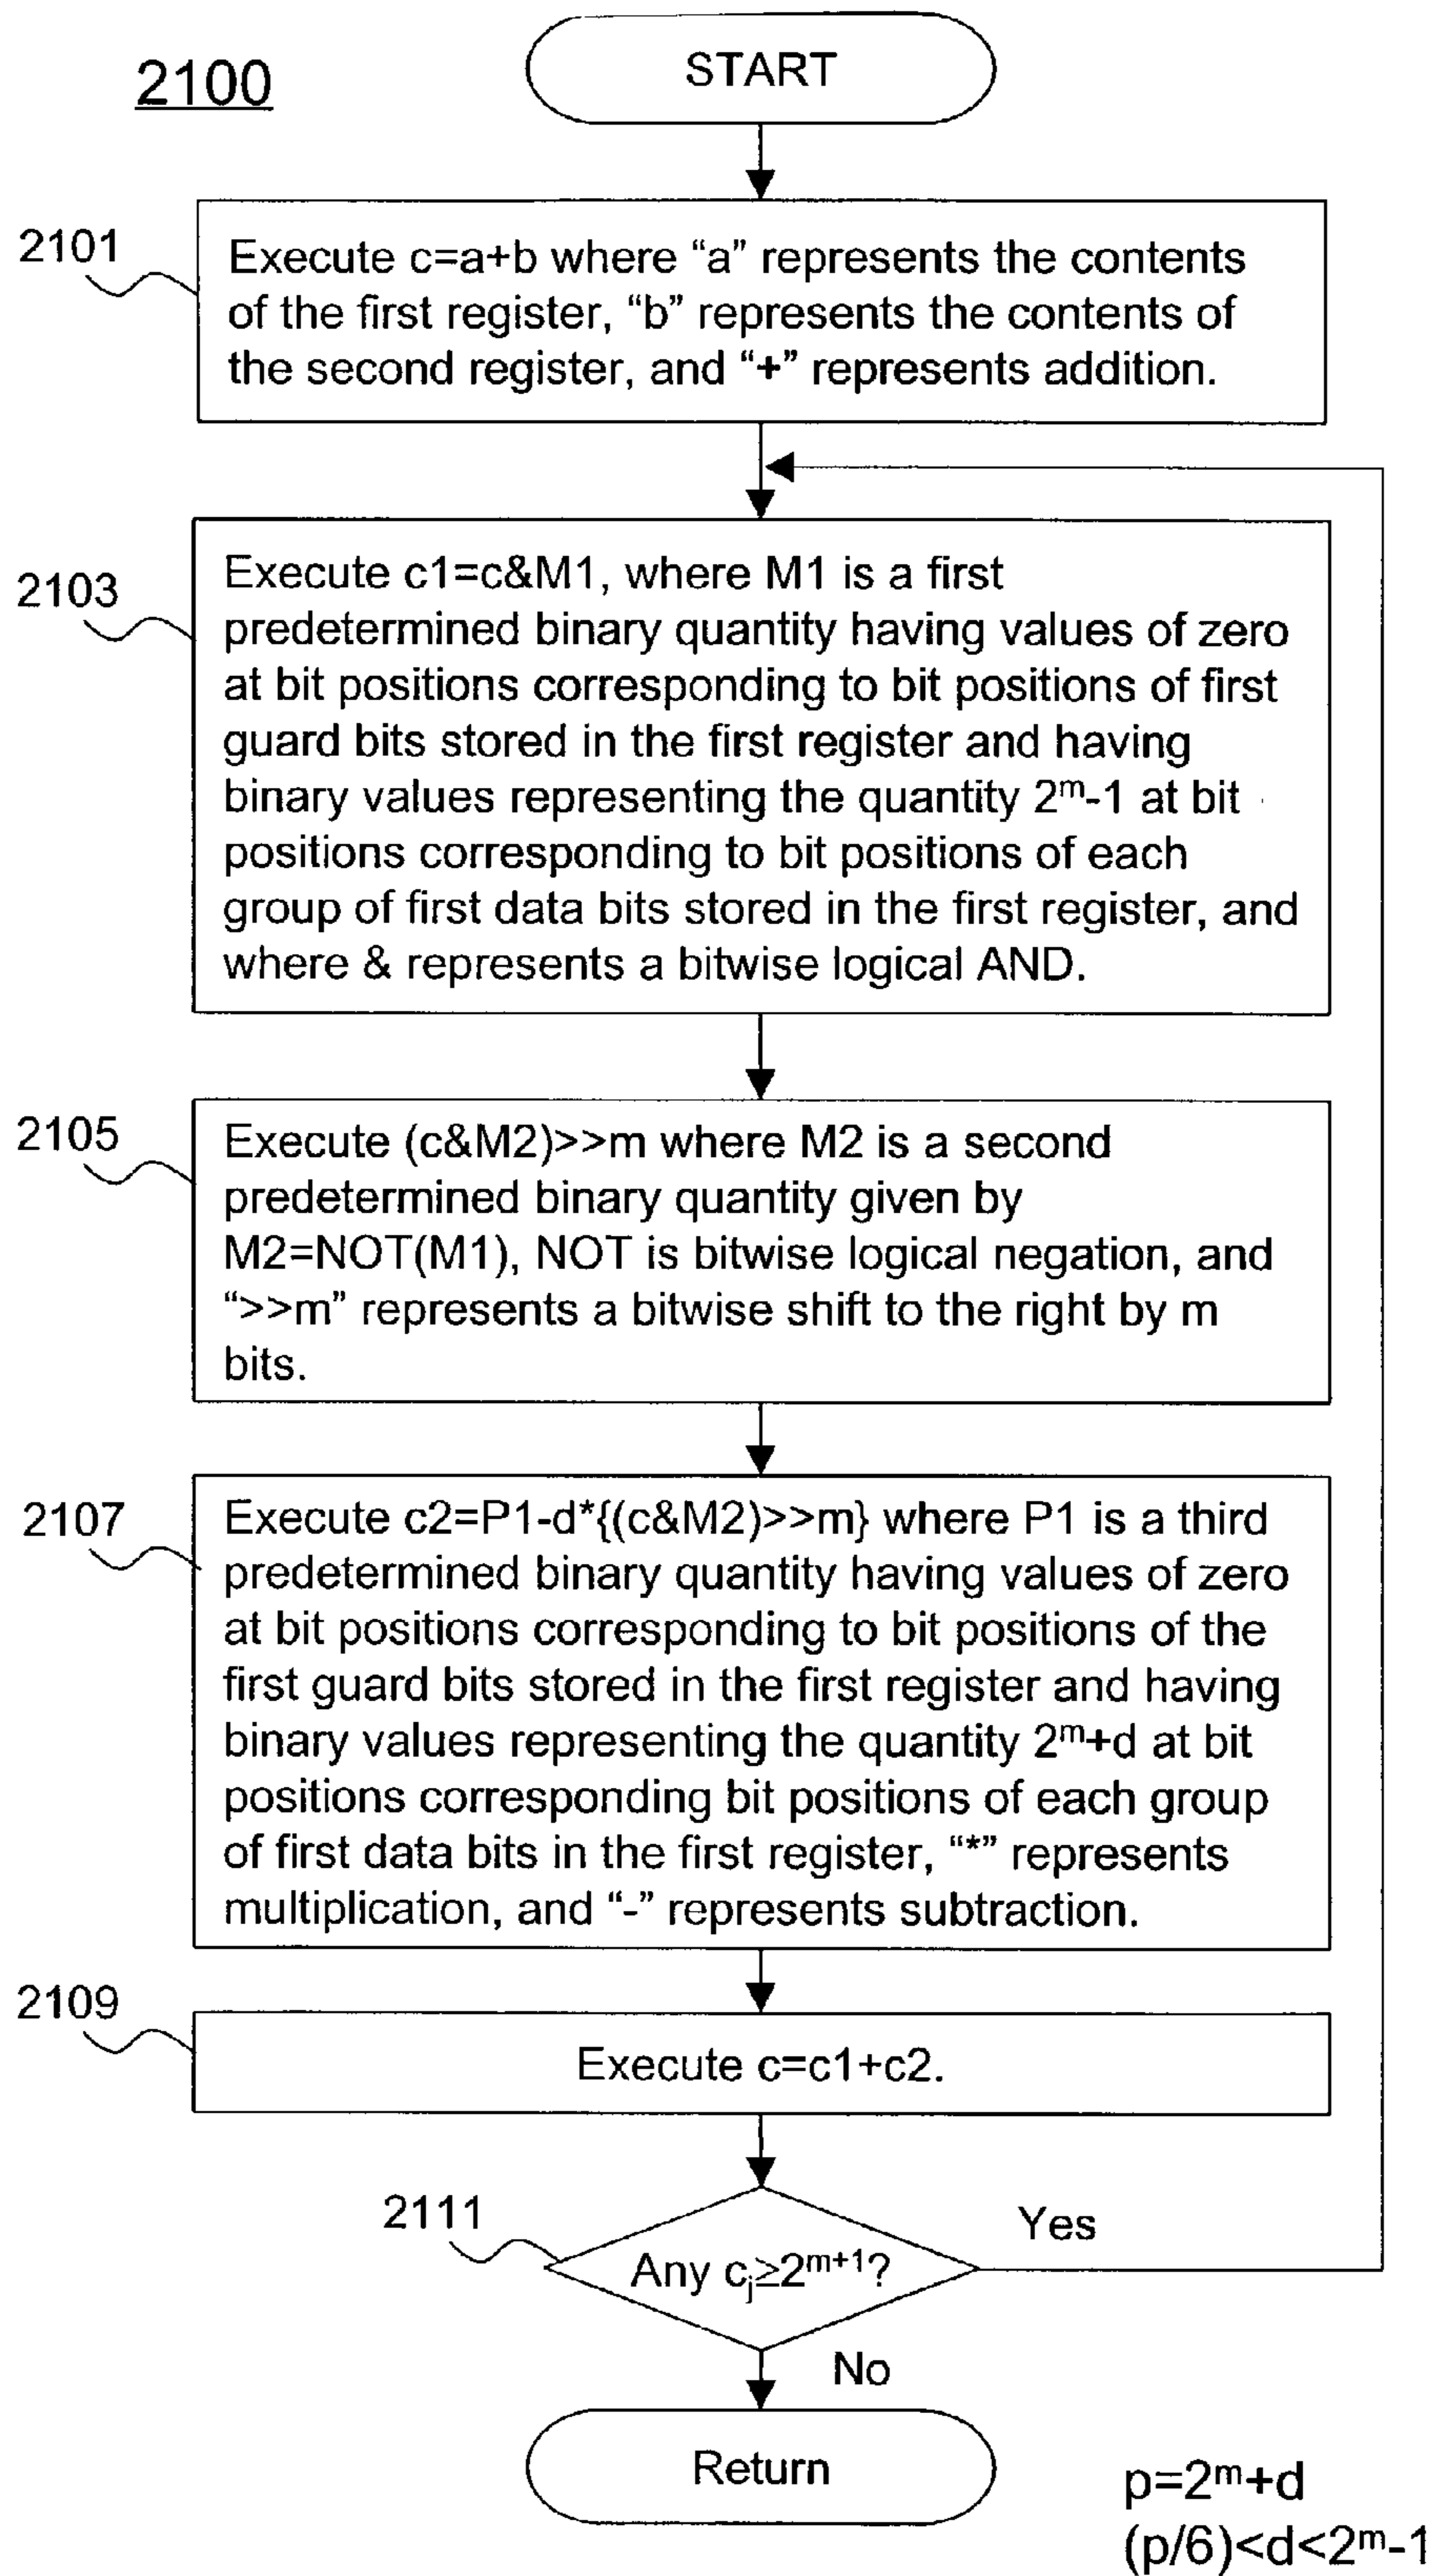 2100
START
2101
Execute c=a+b where “a” represents the contents
of the first register, “b” represents the contents of
the second register, and “+” represents addition.
2103
Execute c1=c&M1, where M1 is a first
predetermined binary quantity having values of zero
at bit positions corresponding to bit positions of first
guard bits stored in the first register and having
binary values representing the quantity 2ᵐ-1 at bit
positions corresponding to bit positions of each
group of first data bits stored in the first register, and
where & represents a bitwise logical AND.
2105
Execute (c&M2)>>m where M2 is a second
predetermined binary quantity given by
M2=NOT(M1), NOT is bitwise logical negation, and
“>>m” represents a bitwise shift to the right by m
bits.
2107
Execute c2=P1-d*{(c&M2)>>m} where P1 is a third
predetermined binary quantity having values of zero
at bit positions corresponding to bit positions of the
first guard bits stored in the first register and having
binary values representing the quantity 2ᵐ+d at bit
positions corresponding bit positions of each group
of first data bits in the first register, “*” represents
multiplication, and “-” represents subtraction.
2109
Execute c=c1+c2.
2111
Any cⱼ≥2ᵐ⁺¹?
Yes
No
Return
p=2ᵐ+d
(p/6)<d<2ᵐ-1